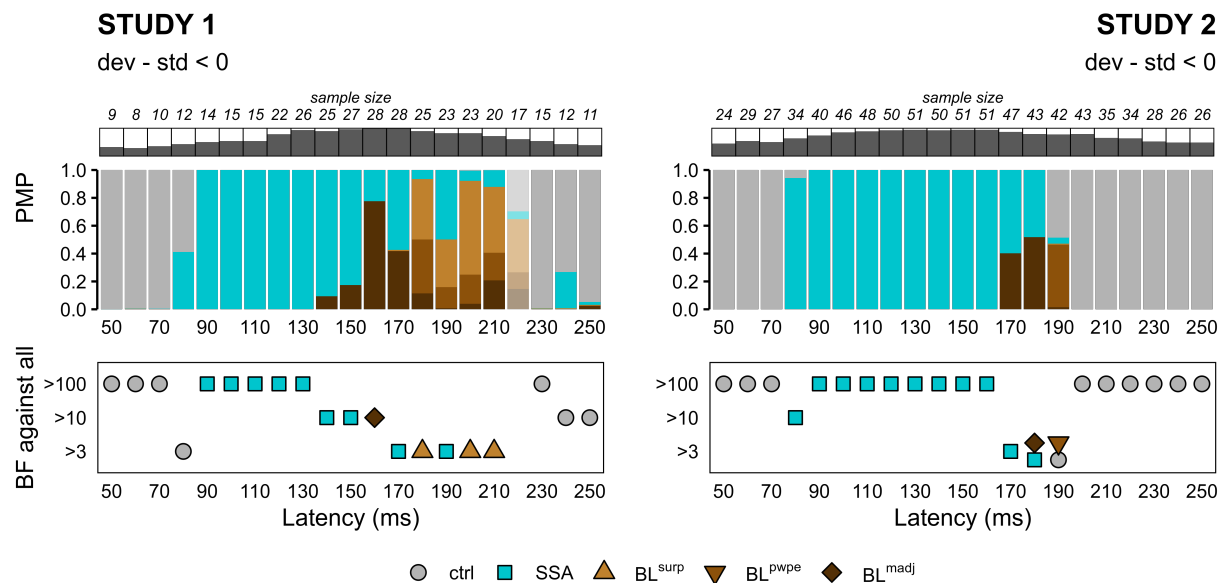 STUDY 1
STUDY 2
dev - std < 0
dev - std < 0
sample size
sample size
9 8 10 12 14 15 15 22 26 25 27 28 28 25 23 23 20 17 15 12 11
24 29 27 34 40 46 48 50 51 50 51 51 47 43 42 43 35 34 28 26 26
PMP
1.0
0.8
0.6
0.4
0.2
0.0
50 70 90 110 130 150 170 190 210 230 250
1.0
0.8
0.6
0.4
0.2
0.0
50 70 90 110 130 150 170 190 210 230 250
BF against all
>100
>10
>3
50 70 90 110 130 150 170 190 210 230 250
Latency (ms)
>100
>10
>3
50 70 90 110 130 150 170 190 210 230 250
Latency (ms)
ctrl SSA BL^surp BL^pwpe BL^madj